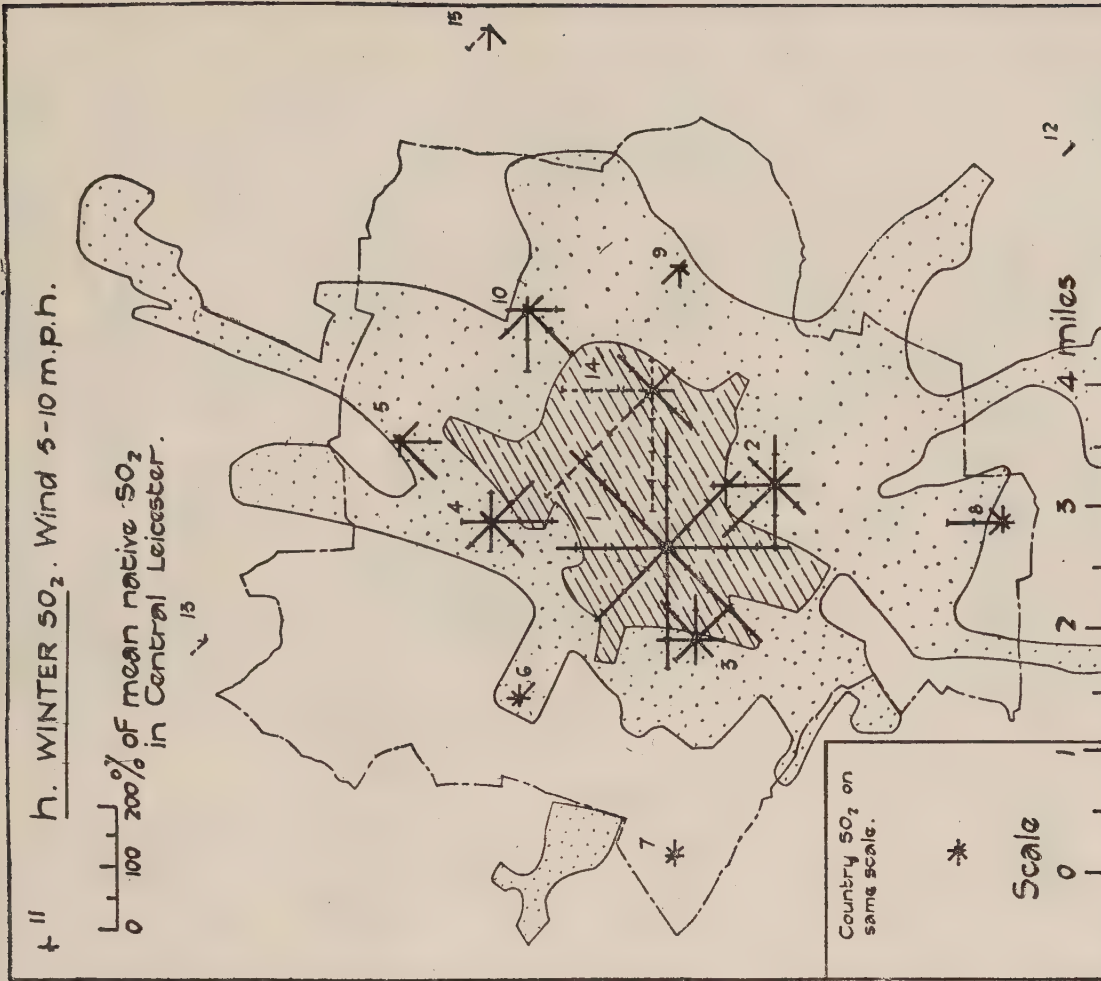 h. WINTER SO₂. Wind 5-10 m.p.h.
11
0 100 200% of mean native SO₂
in Central Leicester.
13
15
5
10
4
14
9
6
1
12
3
2
7
8
Country SO₂ on
same scale.
Scale
0 1 2 3 4 miles